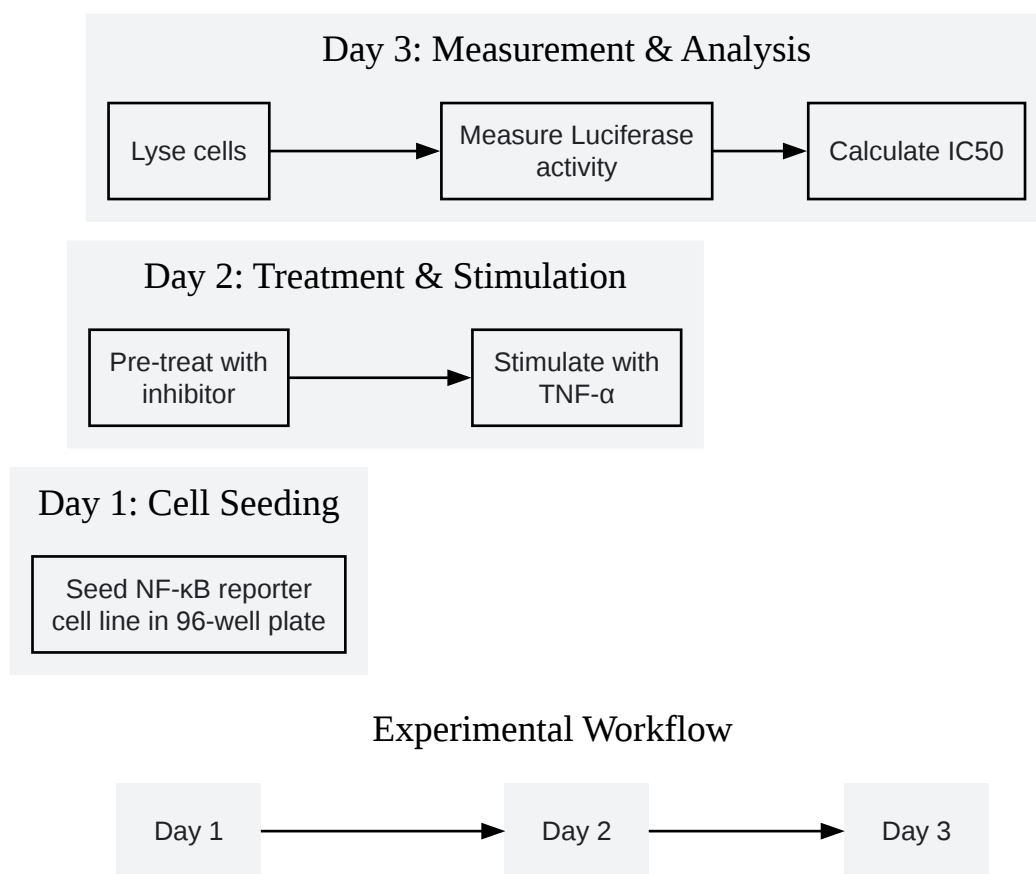 Day 3: Measurement & Analysis
Lyse cells
Measure Luciferase
activity
Calculate IC50
Day 2: Treatment & Stimulation
Pre-treat with
inhibitor
Stimulate with
TNF-α
Day 1: Cell Seeding
Seed NF-κB reporter
cell line in 96-well plate
Experimental Workflow
Day 1
Day 2
Day 3